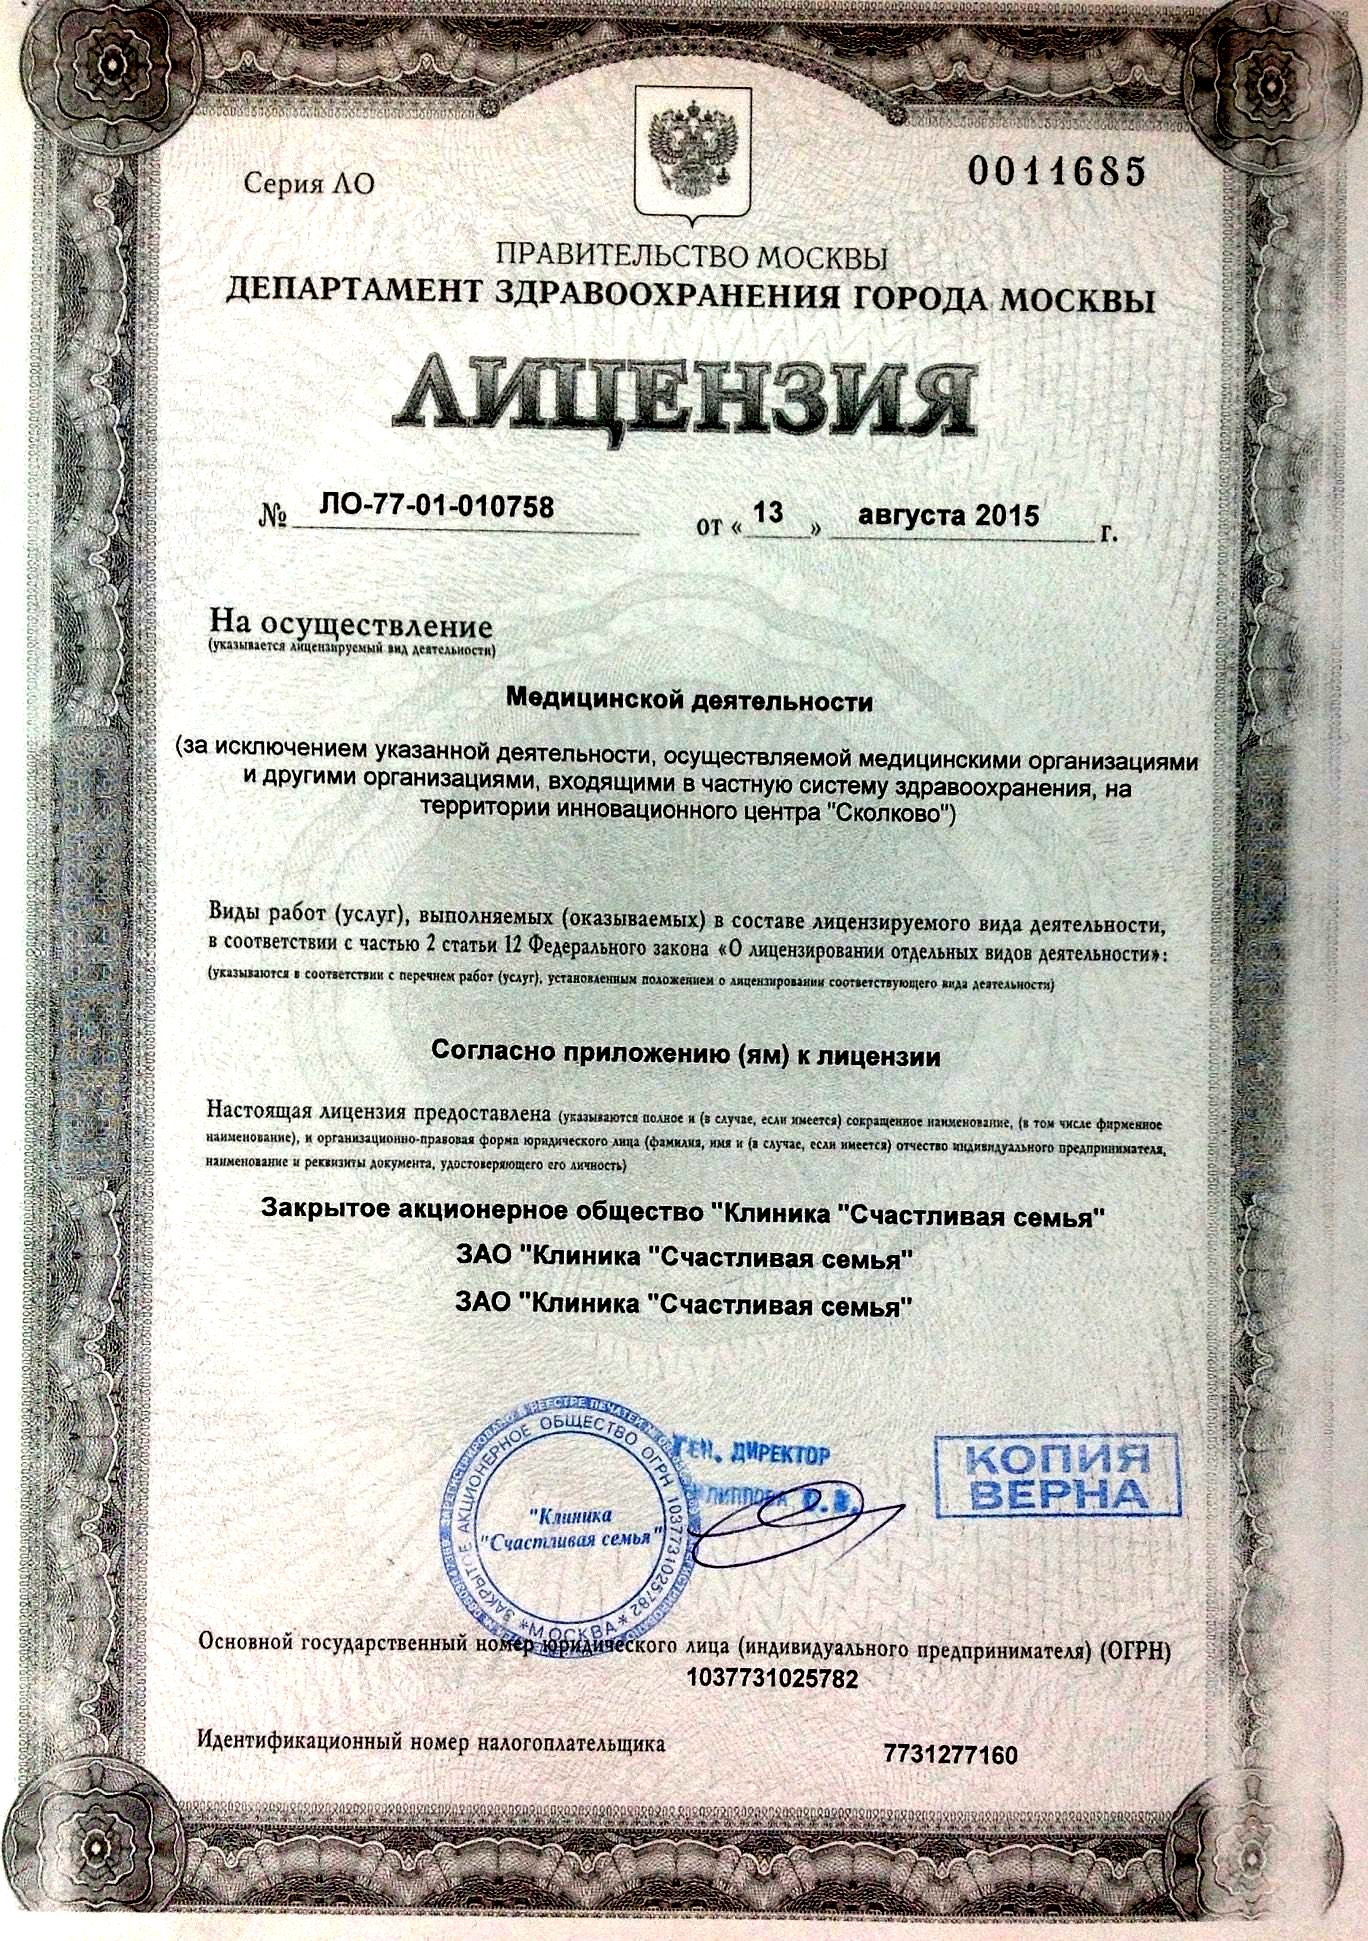 Серия ЛО
0011685
ПРАВИТЕЛЬСТВО МОСКВЫ
ДЕПАРТАМЕНТ ЗДРАВООХРАНЕНИЯ ГОРОДА МОСКВЫ
ЛИЦЕНЗИЯ
№ ЛО-77-01-010758 от « 13 » августа 2015 г.
На осуществление
(указывается лицензируемый вид деятельности)
Медицинской деятельности
(за исключением указанной деятельности, осуществляемой медицинскими организациями
и другими организациями, входящими в частную систему здравоохранения, на
территории инновационного центра "Сколково")
Виды работ (услуг), выполняемых (оказываемых) в составе лицензируемого вида деятельности,
в соответствии с частью 2 статьи 12 Федерального закона «О лицензировании отдельных видов деятельности»:
(указываются в соответствии с перечнем работ (услуг), установленным положением о лицензировании соответствующего вида деятельности)
Согласно приложению (ям) к лицензии
Настоящая лицензия предоставлена (указываются полное и (в случае, если имеется) сокращенное наименование, (в том числе фирменное
наименование), и организационно-правовая форма юридического лица (фамилия, имя и (в случае, если имеется) отчество индивидуального предпринимателя,
наименование и реквизиты документа, удостоверяющего его личность)
Закрытое акционерное общество "Клиника "Счастливая семья"
ЗАО "Клиника "Счастливая семья"
ЗАО "Клиника "Счастливая семья"
ЗАКРЫТОЕ АКЦИОНЕРНОЕ ОБЩЕСТВО ОГРН 1037731025782
* МОСКВА *
"Клиника
"Счастливая семья"
ГЕН. ДИРЕКТОР
КОПИЯ
ВЕРНА
Основной государственный номер юридического лица (индивидуального предпринимателя) (ОГРН)
1037731025782
Идентификационный номер налогоплательщика
7731277160